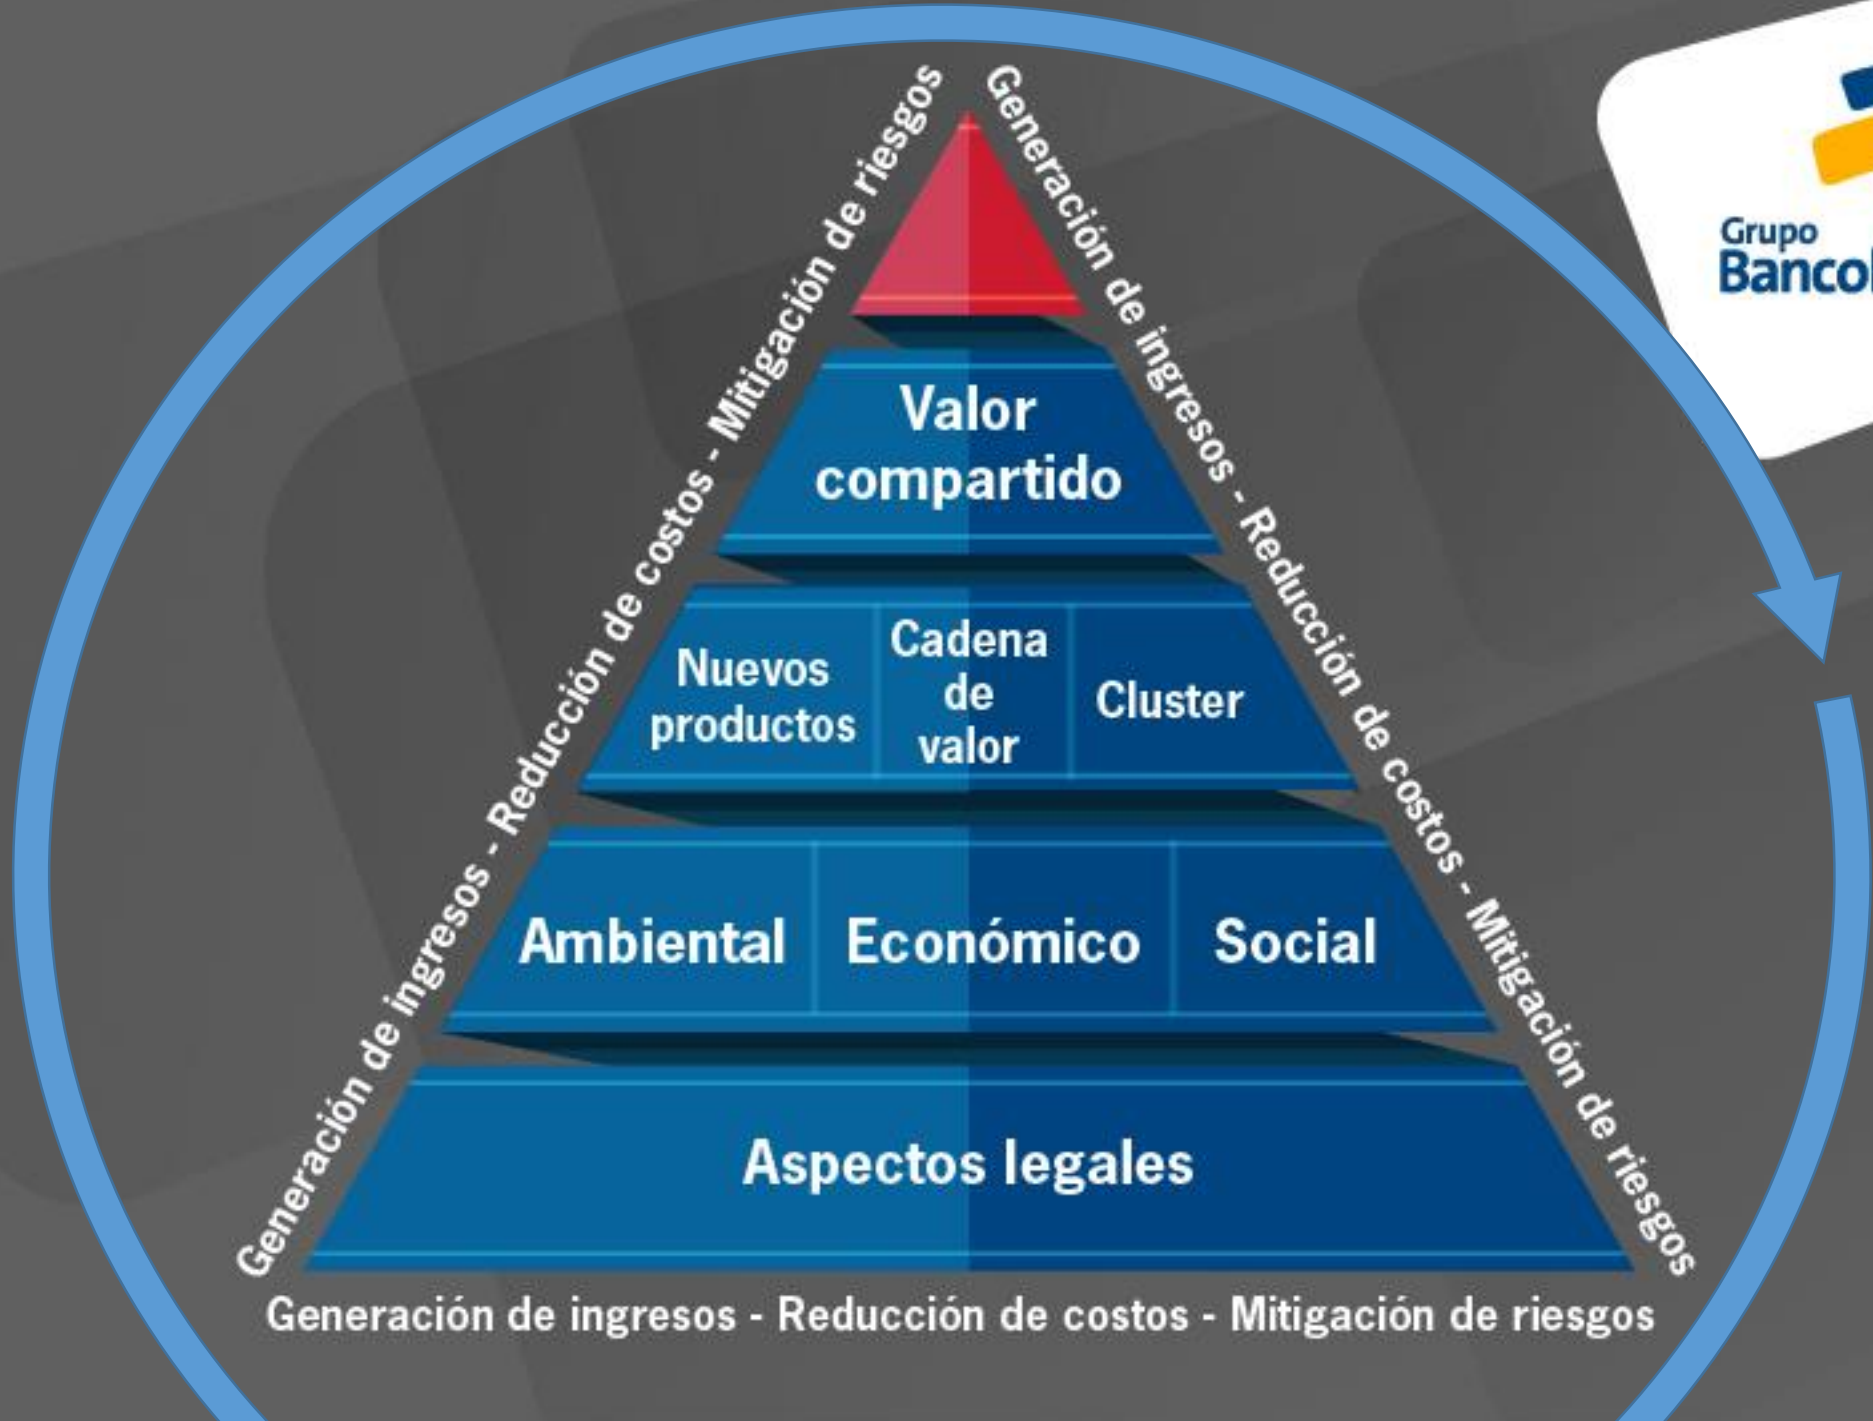 Generación de ingresos - Reducción de costos - Mitigación de riesgos
Generación de ingresos - Reducción de costos - Mitigación de riesgos
Grupo
Valor
compartido
Nuevos
productos
Cadena
de
valor
Cluster
Ambiental
Económico
Social
Aspectos legales
Generación de ingresos - Reducción de costos - Mitigación de riesgos